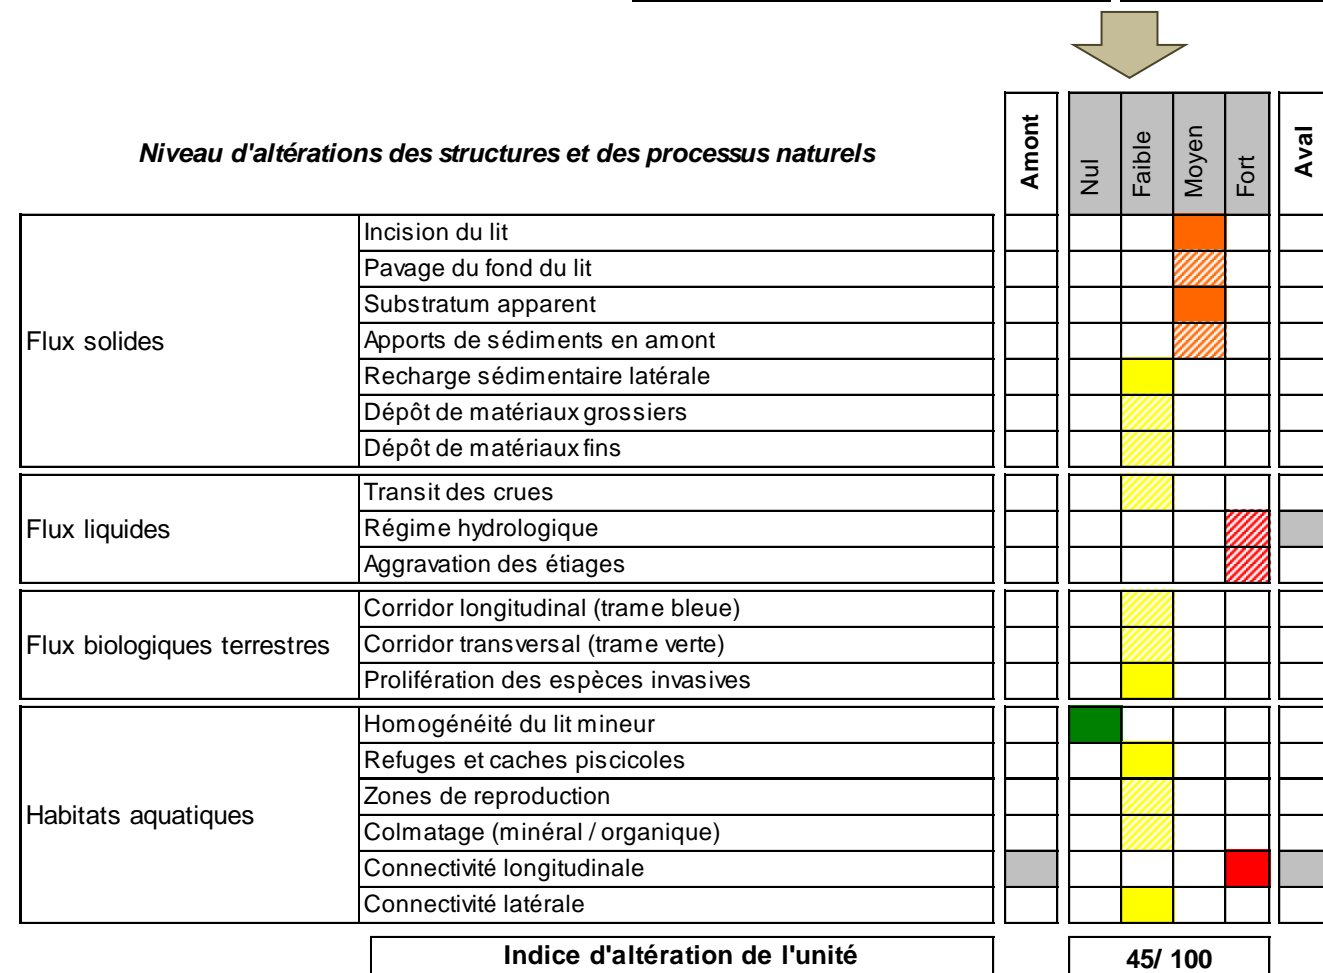 Niveau d'altérations des structures et des processus naturels
Amont
Nul
Faible
Moyen
Fort
Aval
Flux solides
Incision du lit
Pavage du fond du lit
Substratum apparent
Apports de sédiments en amont
Recharge sédimentaire latérale
Dépôt de matériaux grossiers
Dépôt de matériaux fins
Flux liquides
Transit des crues
Régime hydrologique
Aggravation des étiages
Flux biologiques terrestres
Corridor longitudinal (trame bleue)
Corridor transversal (trame verte)
Prolifération des espèces invasives
Habitats aquatiques
Homogénéité du lit mineur
Refuges et caches piscicoles
Zones de reproduction
Colmatage (minéral / organique)
Connectivité longitudinale
Connectivité latérale
Indice d'altération de l'unité
45/ 100